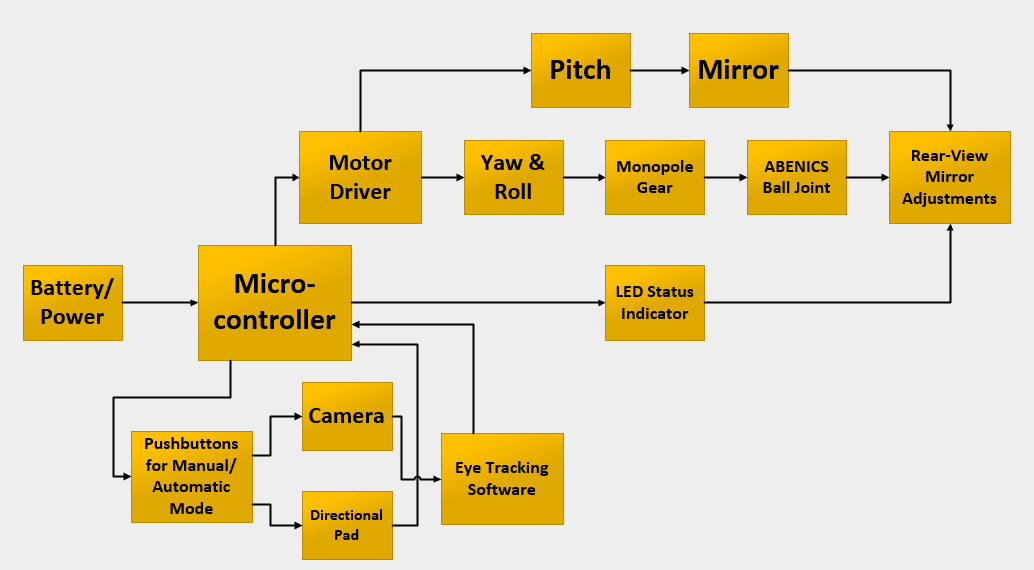 Pitch
Mirror
Motor
Driver
Yaw &
Roll
Monopole
Gear
ABENICS
Ball Joint
Rear-View
Mirror
Adjustments
Battery/
Power
Micro-
controller
LED Status
Indicator
Camera
Pushbuttons
for Manual/
Automatic
Mode
Eye Tracking
Software
Directional
Pad